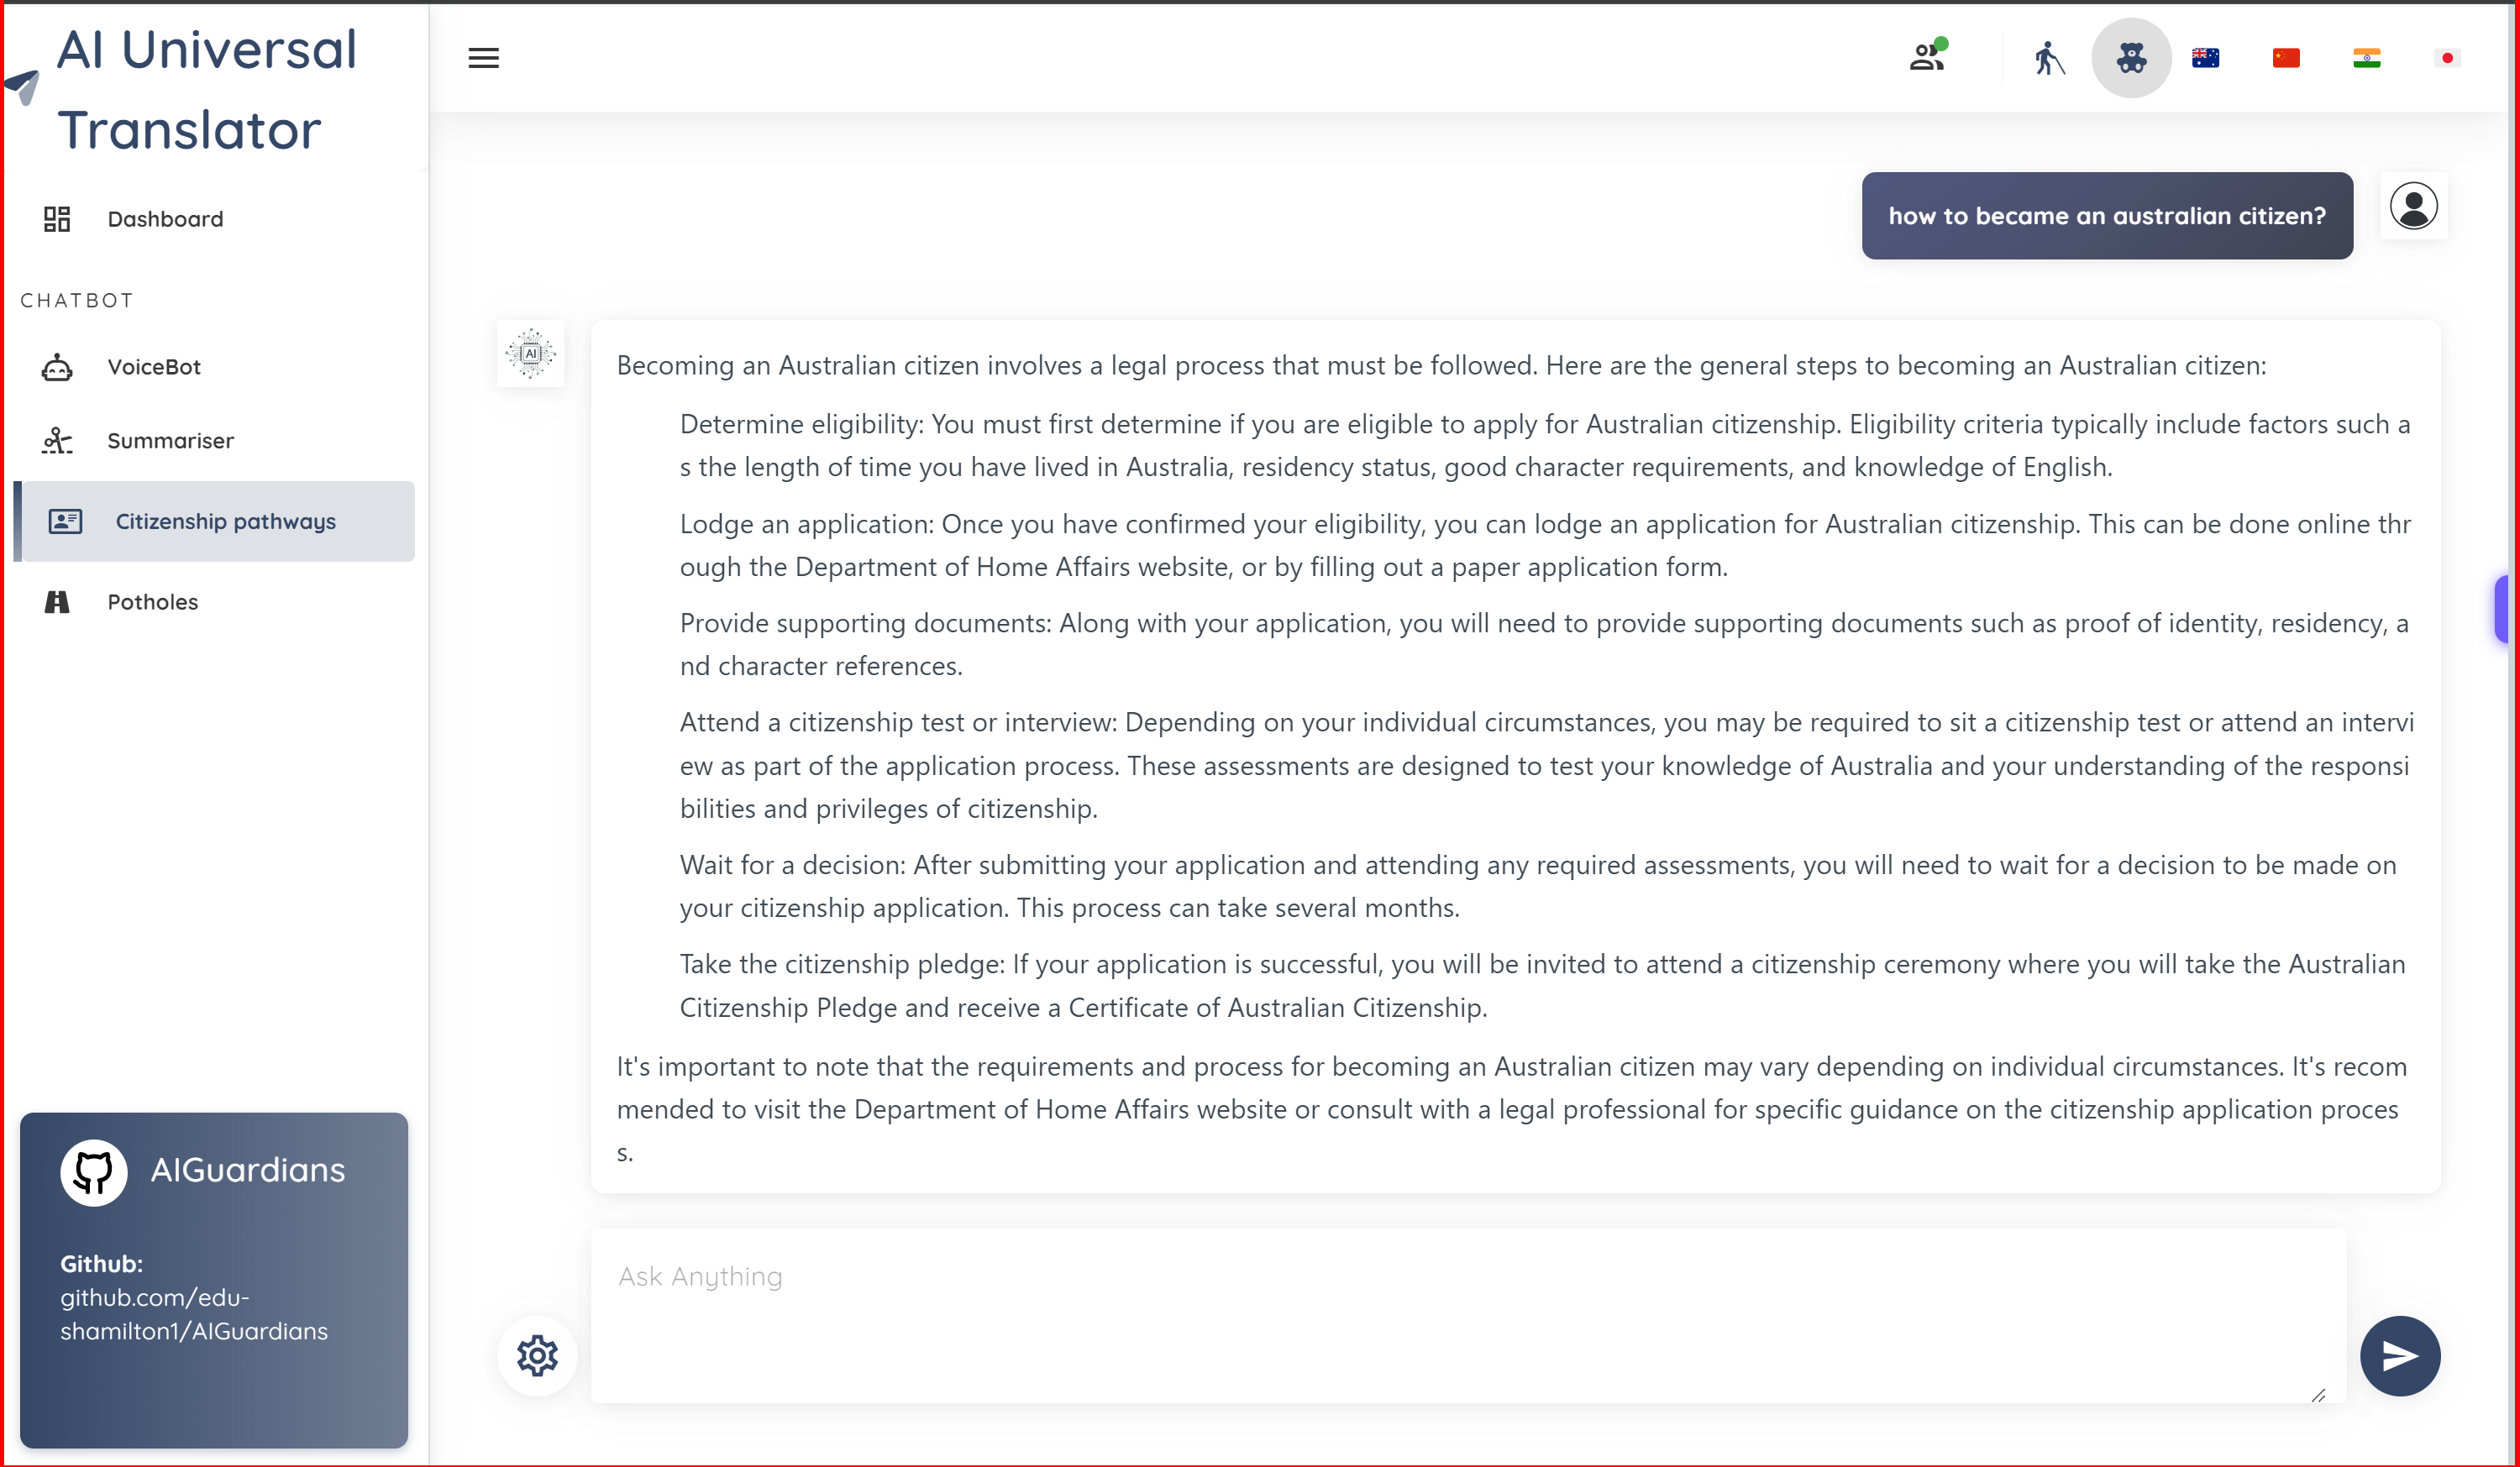 AI Universal
Translator
Dashboard
CHATBOT
VoiceBot
Summariser
Citizenship pathways
Potholes
AIGuardians
Github:
github.com/edu-
shamilton1/AIGuardians
how to became an australian citizen?
AI
Becoming an Australian citizen involves a legal process that must be followed. Here are the general steps to becoming an Australian citizen:
Determine eligibility: You must first determine if you are eligible to apply for Australian citizenship. Eligibility criteria typically include factors such a
s the length of time you have lived in Australia, residency status, good character requirements, and knowledge of English.
Lodge an application: Once you have confirmed your eligibility, you can lodge an application for Australian citizenship. This can be done online thr
ough the Department of Home Affairs website, or by filling out a paper application form.
Provide supporting documents: Along with your application, you will need to provide supporting documents such as proof of identity, residency, a
nd character references.
Attend a citizenship test or interview: Depending on your individual circumstances, you may be required to sit a citizenship test or attend an intervi
ew as part of the application process. These assessments are designed to test your knowledge of Australia and your understanding of the responsi
bilities and privileges of citizenship.
Wait for a decision: After submitting your application and attending any required assessments, you will need to wait for a decision to be made on
your citizenship application. This process can take several months.
Take the citizenship pledge: If your application is successful, you will be invited to attend a citizenship ceremony where you will take the Australian
Citizenship Pledge and receive a Certificate of Australian Citizenship.
It's important to note that the requirements and process for becoming an Australian citizen may vary depending on individual circumstances. It's recom
mended to visit the Department of Home Affairs website or consult with a legal professional for specific guidance on the citizenship application proces
s.
Ask Anything